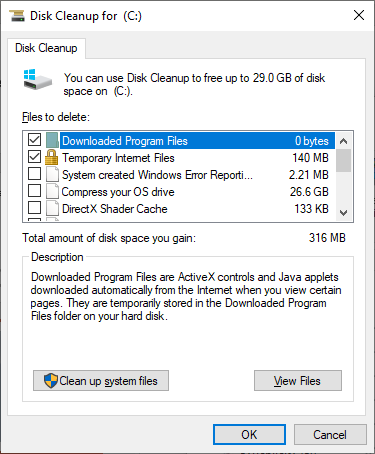 Disk Cleanup for (C:)
Disk Cleanup
You can use Disk Cleanup to free up to 29.0 GB of disk
space on (C:).
Files to delete:
Downloaded Program Files 0 bytes
Temporary Internet Files 140 MB
System created Windows Error Reporti... 2.21 MB
Compress your OS drive 26.6 GB
DirectX Shader Cache 133 KB
Total amount of disk space you gain: 316 MB
Description
Downloaded Program Files are ActiveX controls and Java applets
downloaded automatically from the Internet when you view certain
pages. They are temporarily stored in the Downloaded Program
Files folder on your hard disk.
Clean up system files View Files
OK Cancel